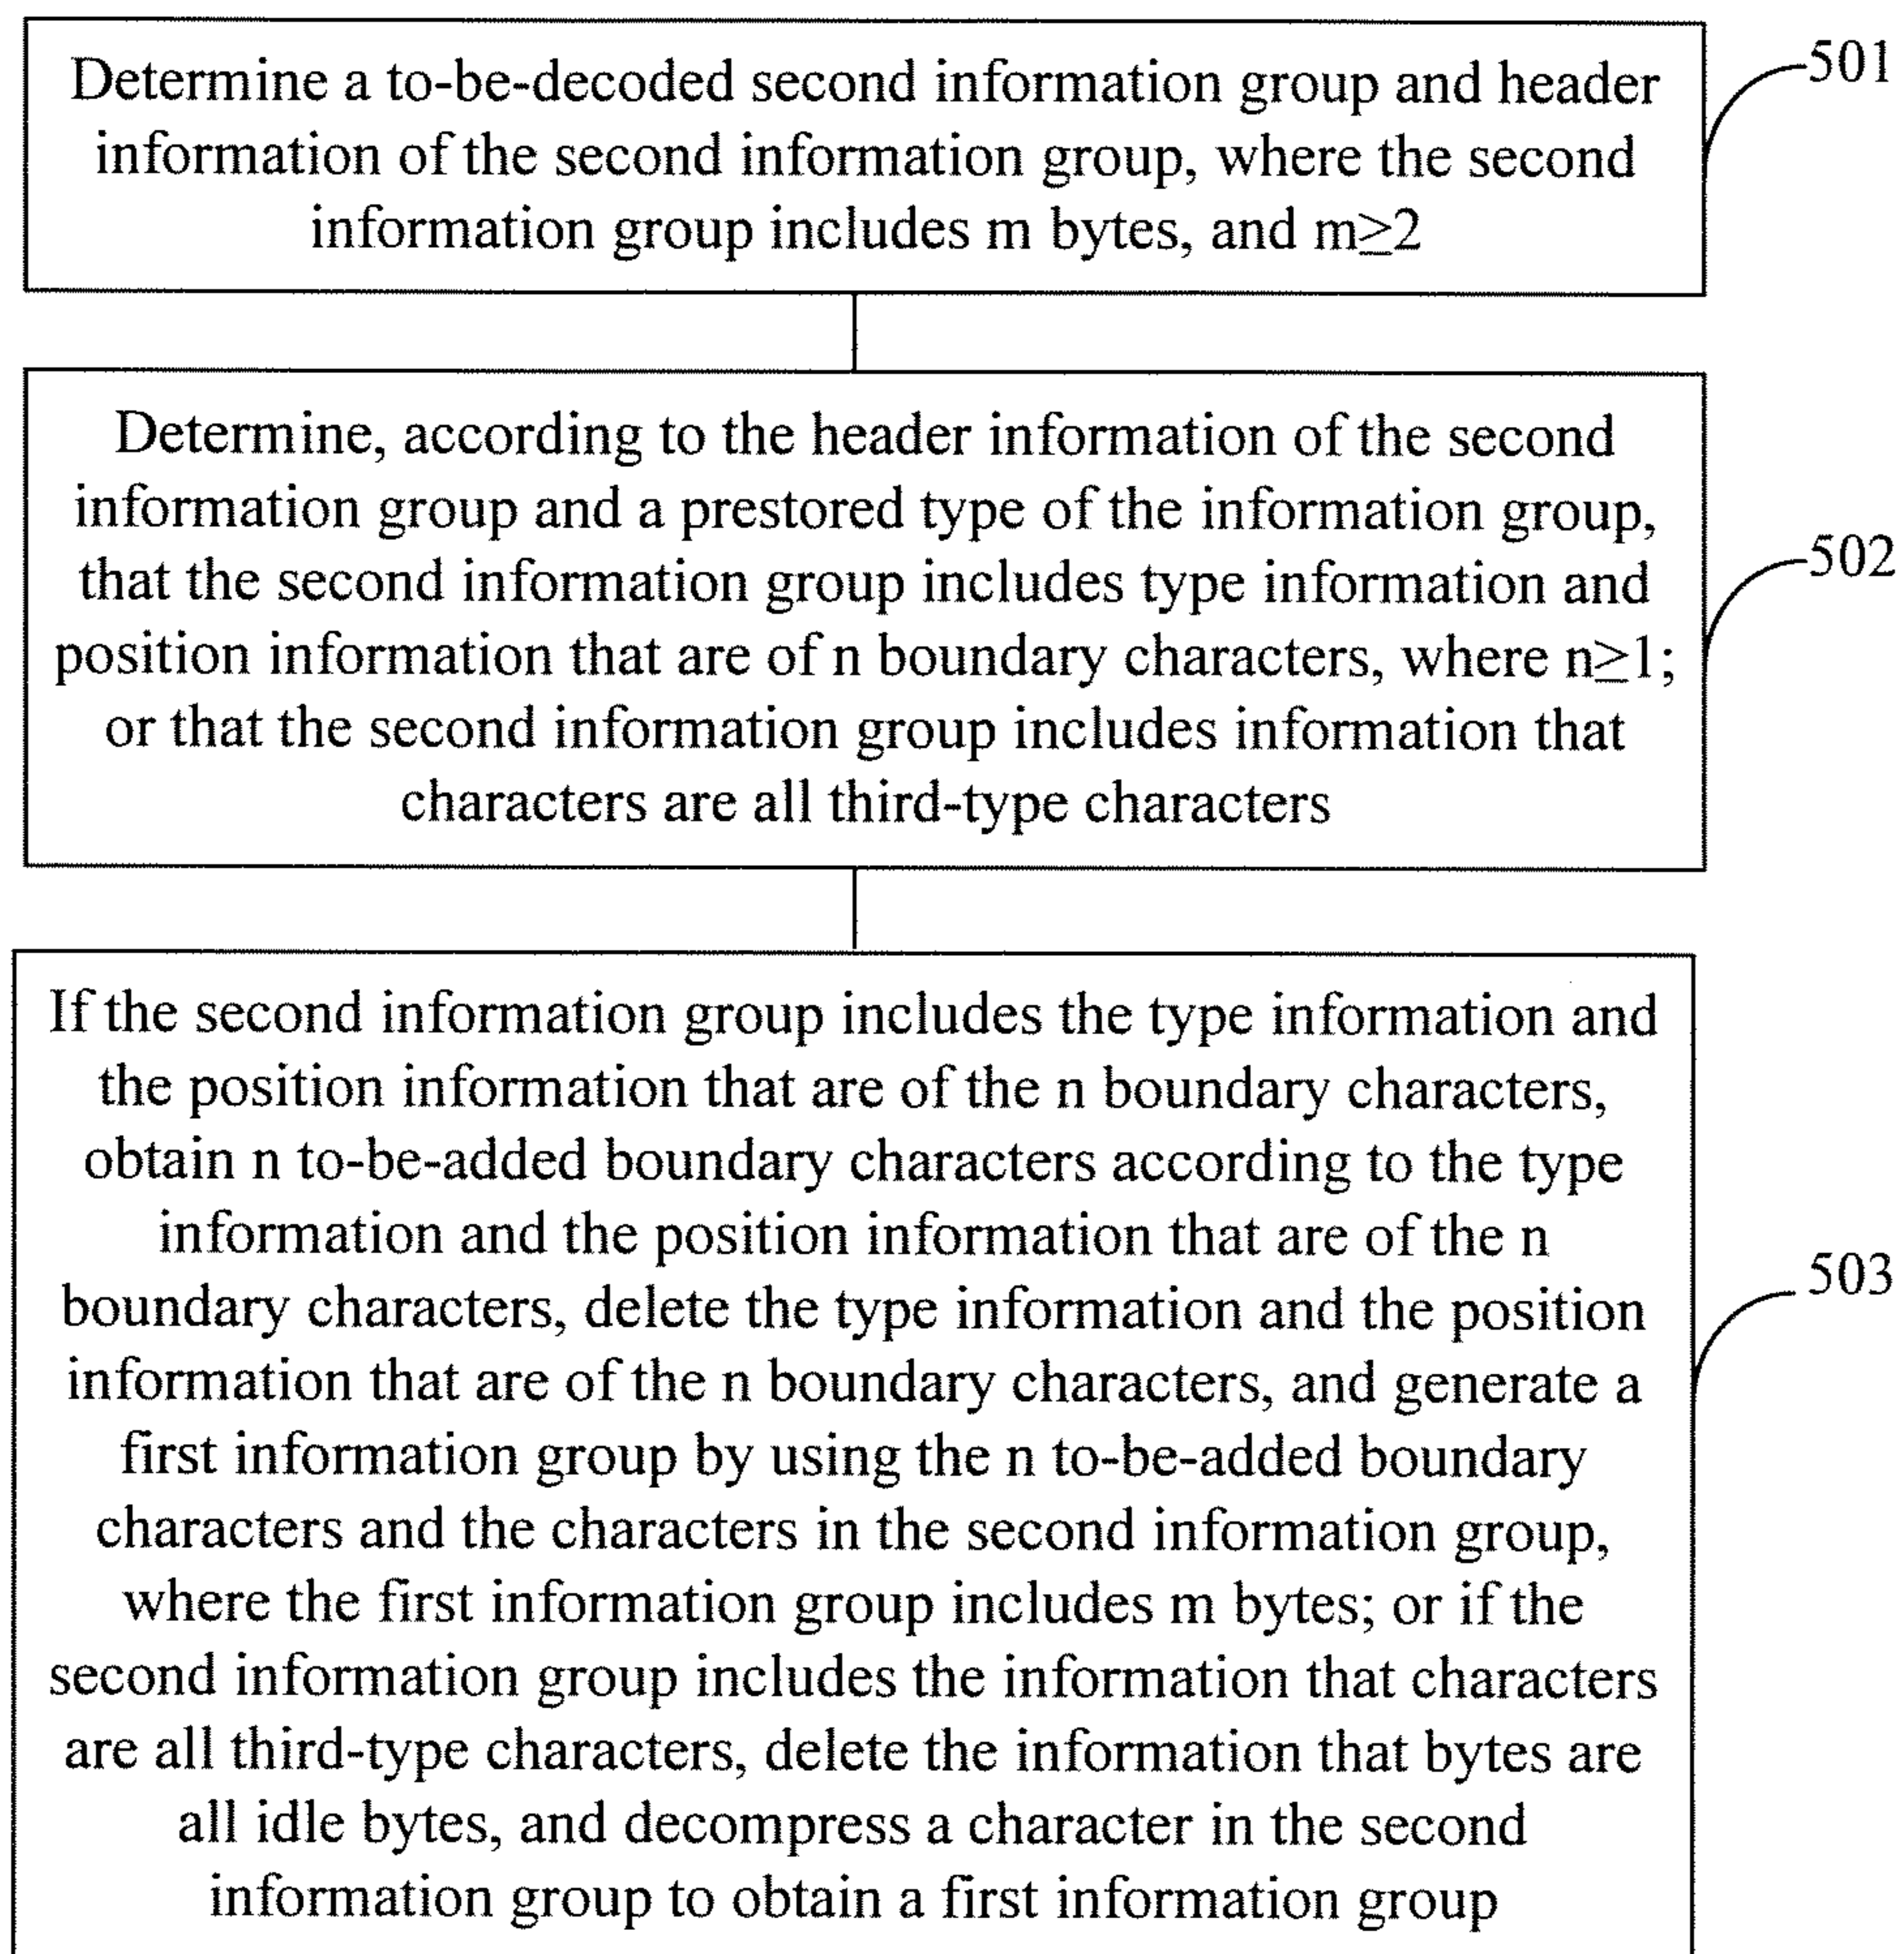 Determine a to-be-decoded second information group and header
information of the second information group, where the second
information group includes m bytes, and m≥2
501
Determine, according to the header information of the second
information group and a prestored type of the information group,
that the second information group includes type information and
position information that are of n boundary characters, where n≥1;
or that the second information group includes information that
characters are all third-type characters
502
If the second information group includes the type information and
the position information that are of the n boundary characters,
obtain n to-be-added boundary characters according to the type
information and the position information that are of the n
boundary characters, delete the type information and the position
information that are of the n boundary characters, and generate a
first information group by using the n to-be-added boundary
characters and the characters in the second information group,
where the first information group includes m bytes; or if the
second information group includes the information that characters
are all third-type characters, delete the information that bytes are
all idle bytes, and decompress a character in the second
information group to obtain a first information group
503